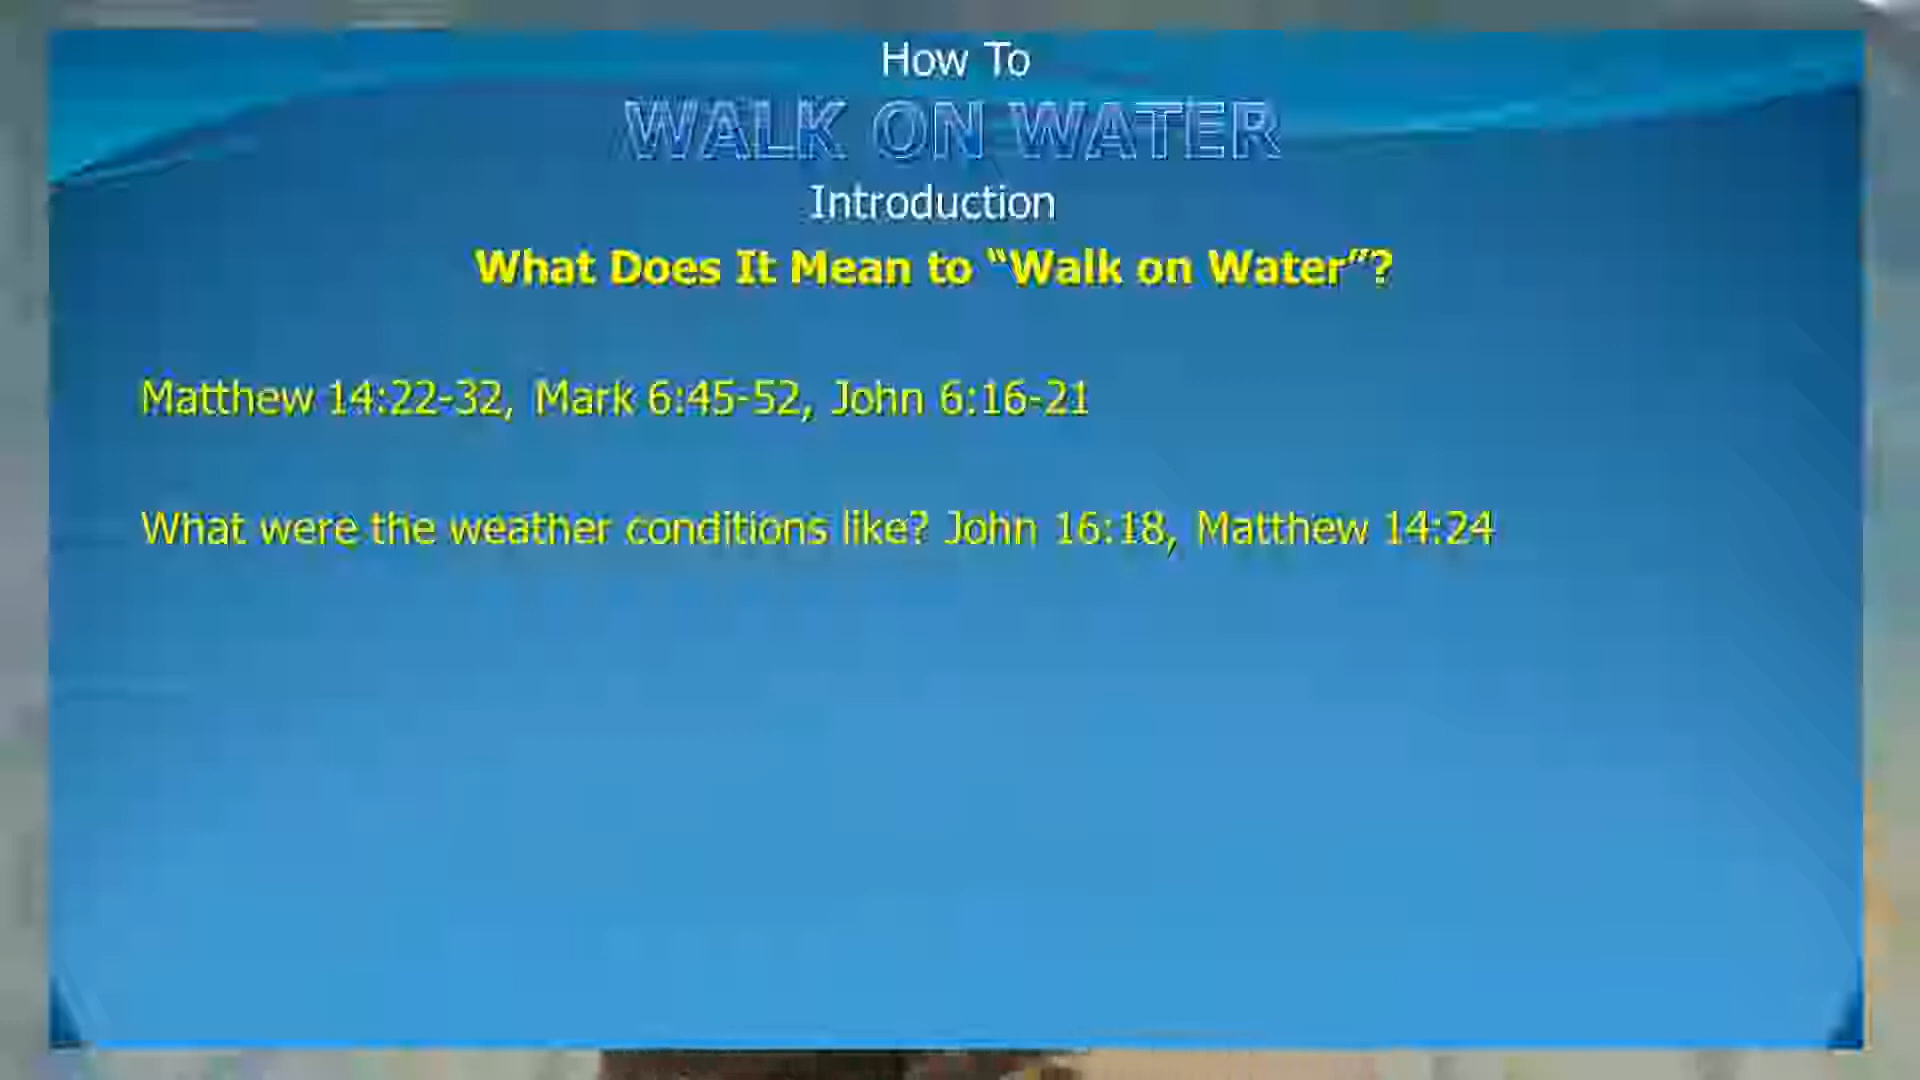 How To
WALK ON WATER
Introduction
What Does It Mean to “Walk on Water”?
Matthew 14:22-32, Mark 6:45-52, John 6:16-21
What were the weather conditions like? John 16:18, Matthew 14:24